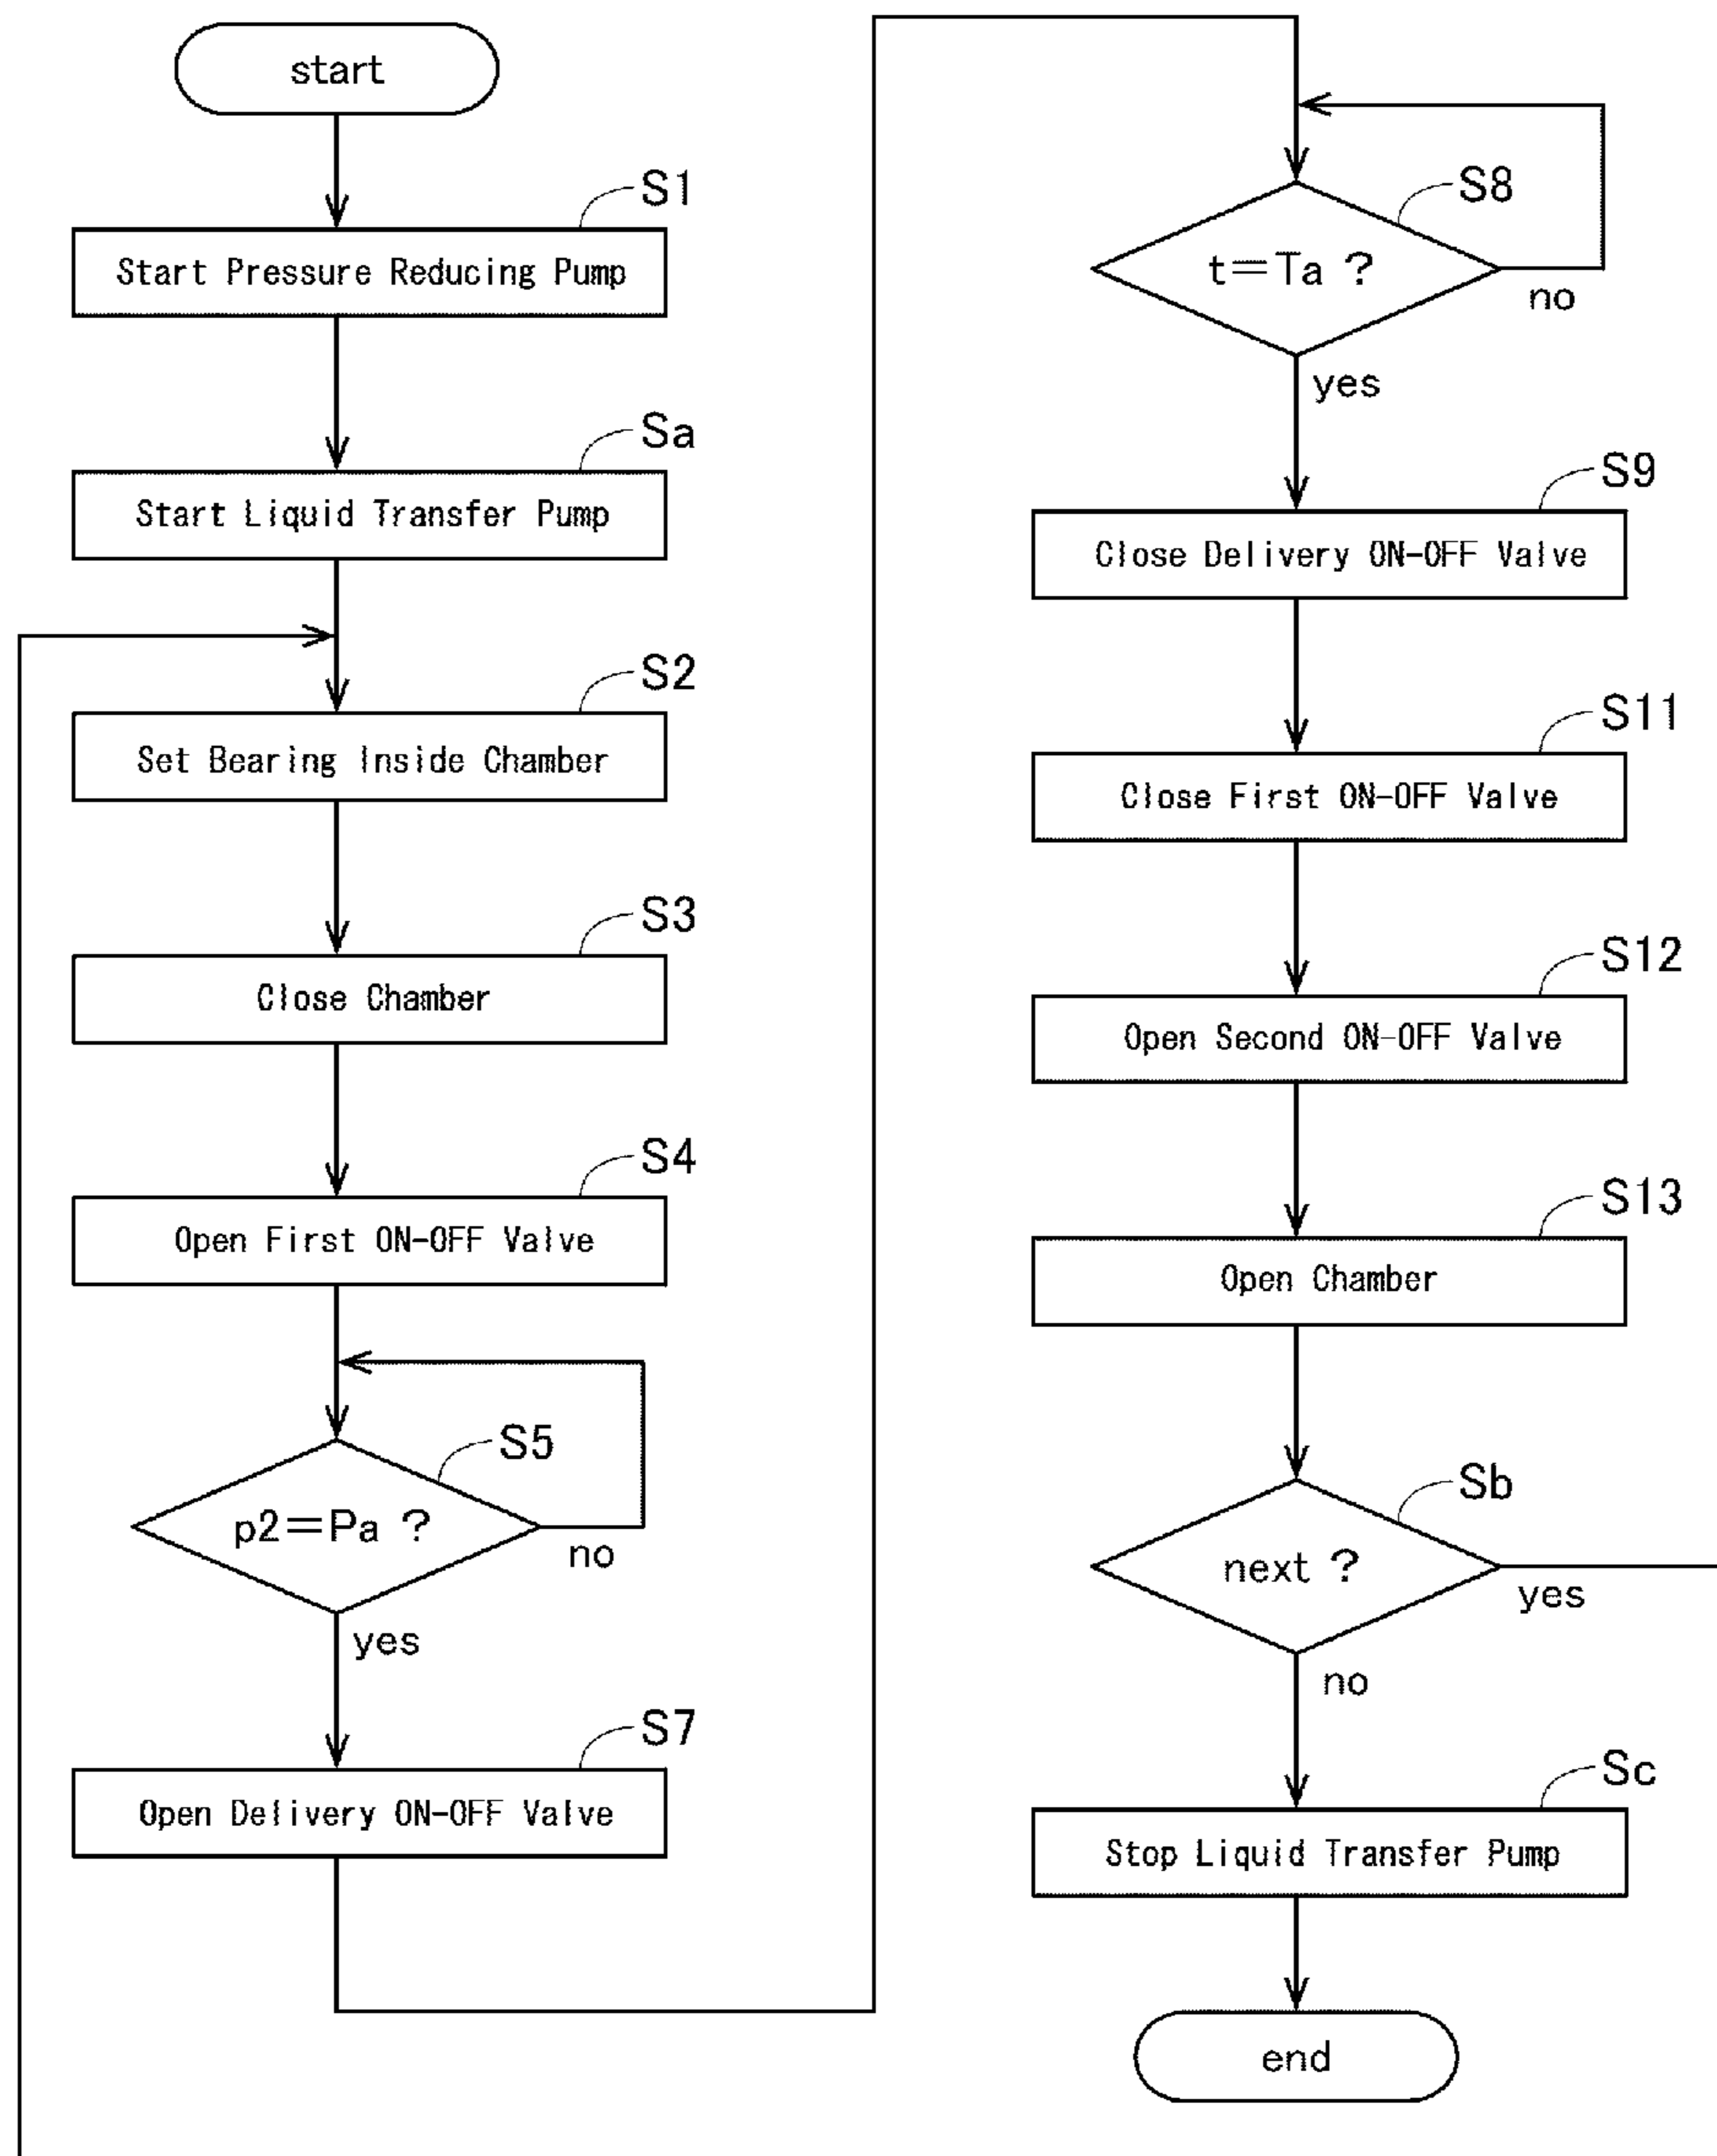 start
S1
Start Pressure Reducing Pump
Sa
Start Liquid Transfer Pump
S2
Set Bearing Inside Chamber
S3
Close Chamber
S4
Open First ON-OFF Valve
S5
p2=Pa ?
no
yes
S7
Open Delivery ON-OFF Valve
S8
t=Ta ?
no
yes
S9
Close Delivery ON-OFF Valve
S11
Close First ON-OFF Valve
S12
Open Second ON-OFF Valve
S13
Open Chamber
Sb
next ?
yes
no
Sc
Stop Liquid Transfer Pump
end